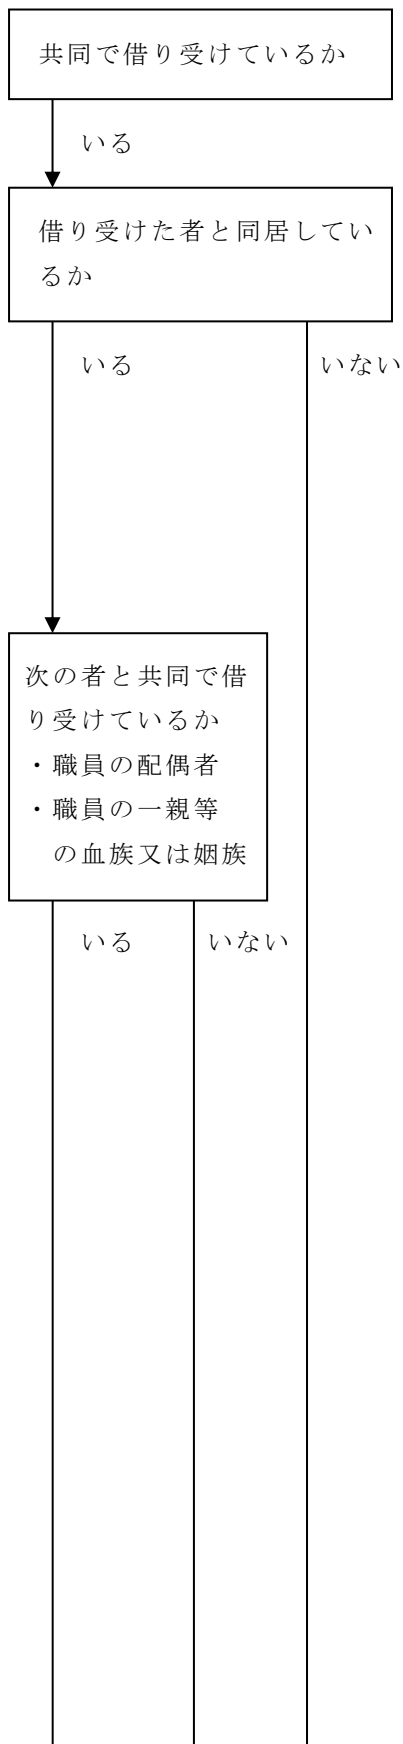 共同で借り受けているか
いる
借り受けた者と同居してい
るか
いる
いない
次の者と共同で借
り受けているか
・職員の配偶者
・職員の一親等
の血族又は姻族
いる
いない